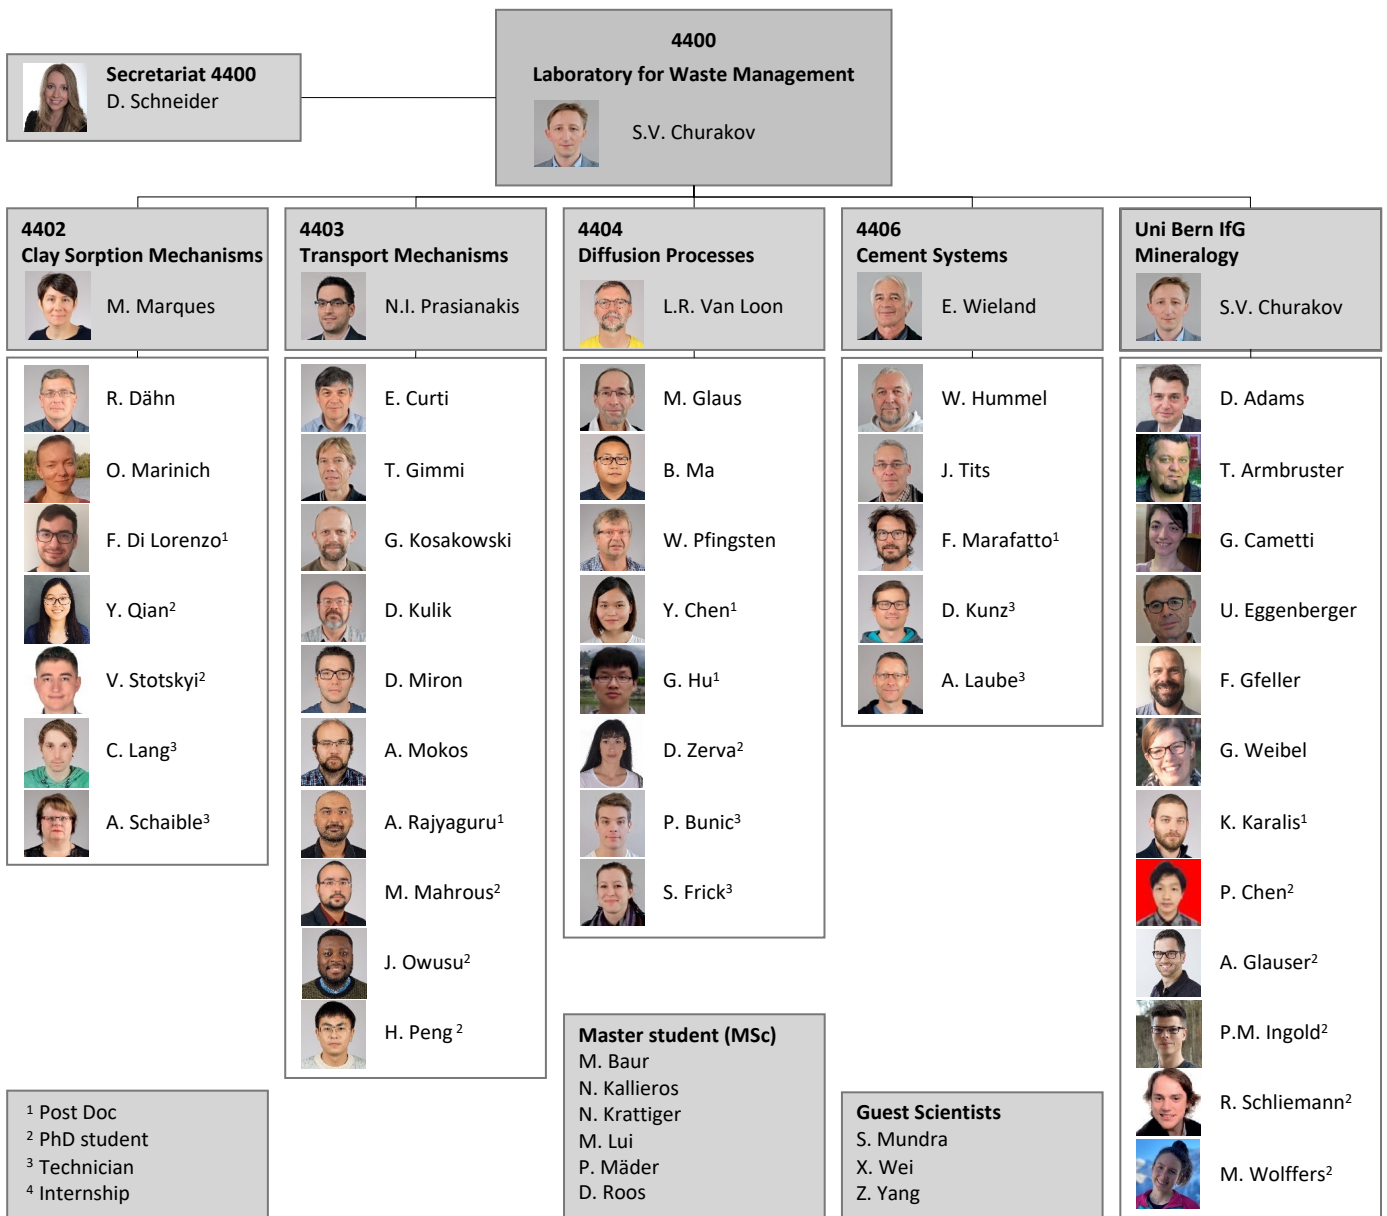 4400
Laboratory for Waste Management
S.V. Churakov
Secretariat 4400
D. Schneider
4402
Clay Sorption Mechanisms
M. Marques
R. Dähn
O. Marinich
F. Di Lorenzo¹
Y. Qian²
V. Stotskyi²
C. Lang³
A. Schaible³
4403
Transport Mechanisms
N.I. Prasianakis
E. Curti
T. Gimmi
G. Kosakowski
D. Kulik
D. Miron
A. Mokos
A. Rajyaguru¹
M. Mahrous²
J. Owusu²
H. Peng ²
4404
Diffusion Processes
L.R. Van Loon
M. Glaus
B. Ma
W. Pfingsten
Y. Chen¹
G. Hu¹
D. Zerva²
P. Bunic³
S. Frick³
4406
Cement Systems
E. Wieland
W. Hummel
J. Tits
F. Marafatto¹
D. Kunz³
A. Laube³
Uni Bern IfG
Mineralogy
S.V. Churakov
D. Adams
T. Armbruster
G. Cametti
U. Eggenberger
F. Gfeller
G. Weibel
K. Karalis¹
P. Chen²
A. Glauser²
P.M. Ingold²
R. Schliemann²
M. Wolffers²
¹ Post Doc
² PhD student
³ Technician
⁴ Internship
Master student (MSc)
M. Baur
N. Kallieros
N. Krattiger
M. Lui
P. Mäder
D. Roos
Guest Scientists
S. Mundra
X. Wei
Z. Yang